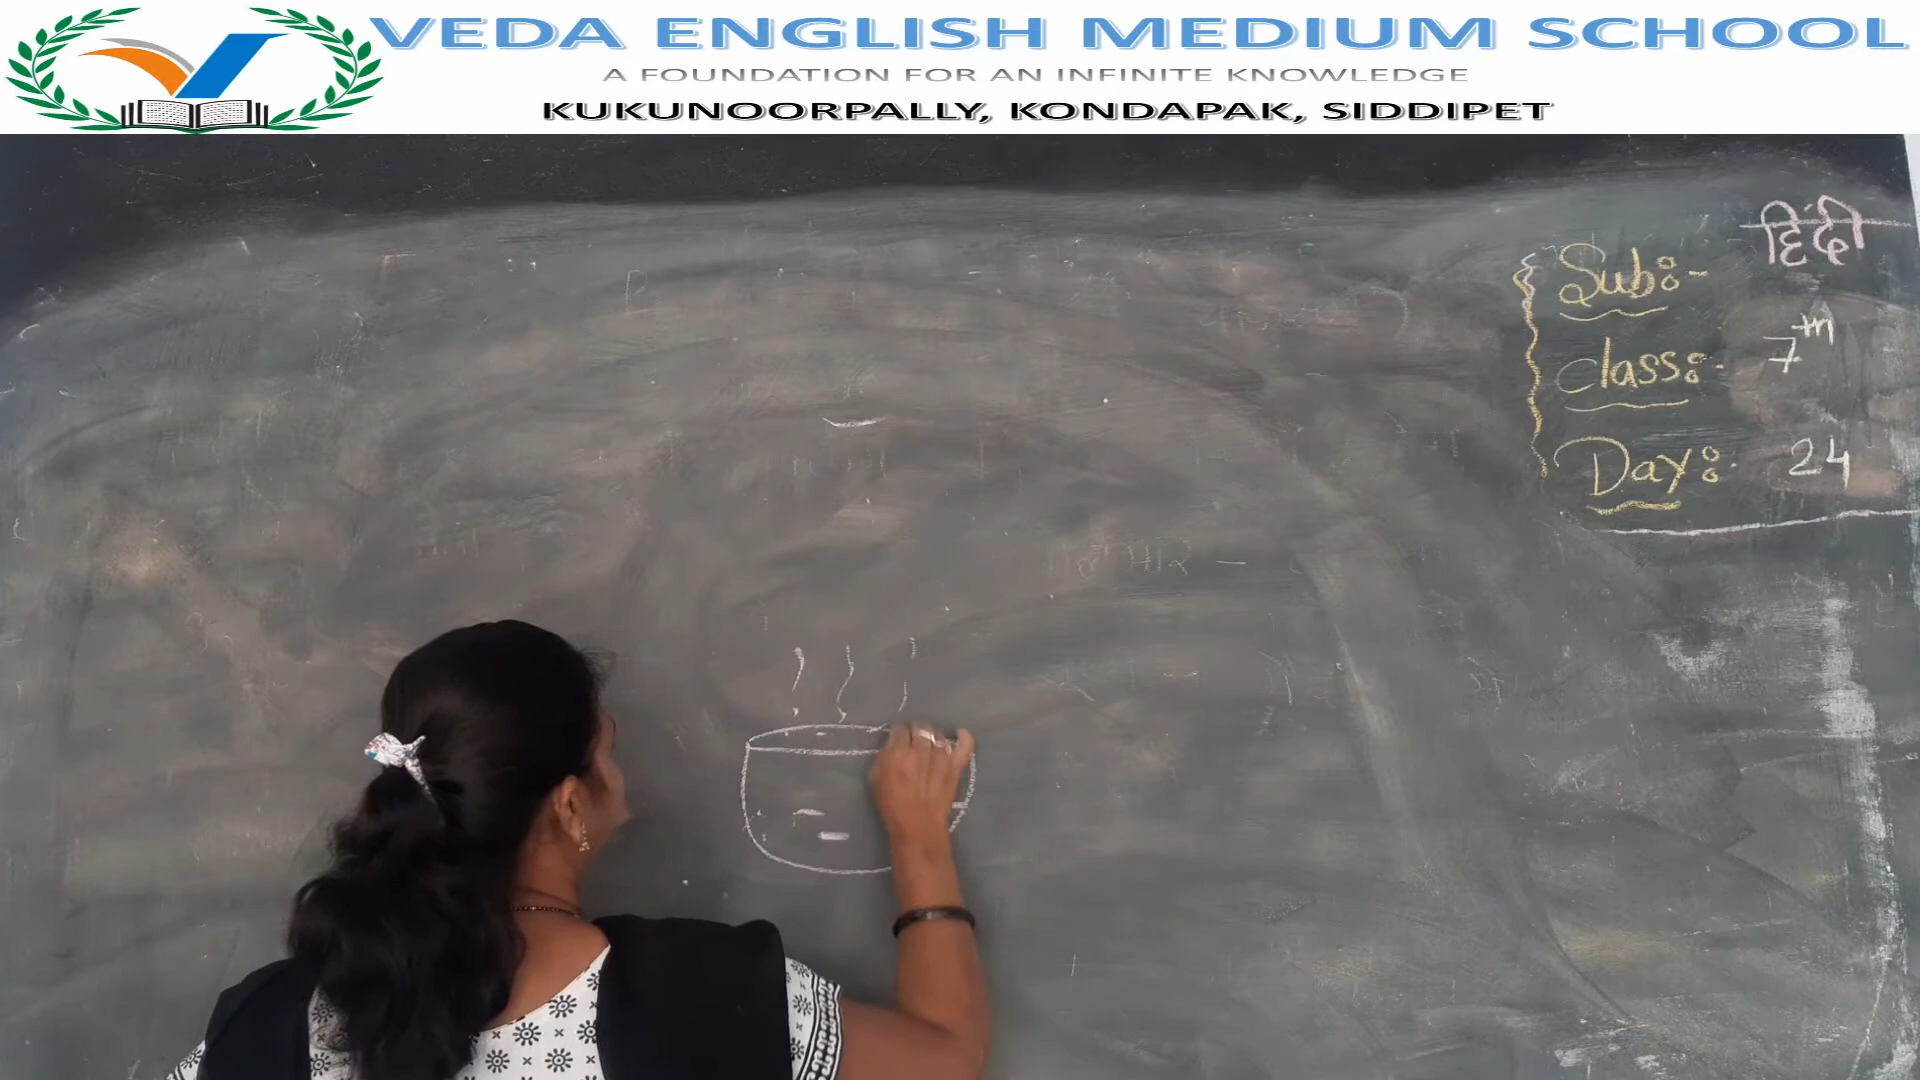 VEDA ENGLISH MEDIUM SCHOOL
A FOUNDATION FOR AN INFINITE KNOWLEDGE
KUKUNOORPALLY, KONDAPAK, SIDDIPET
Sub:- हिंदी
Class:- 7th
Day:- 24